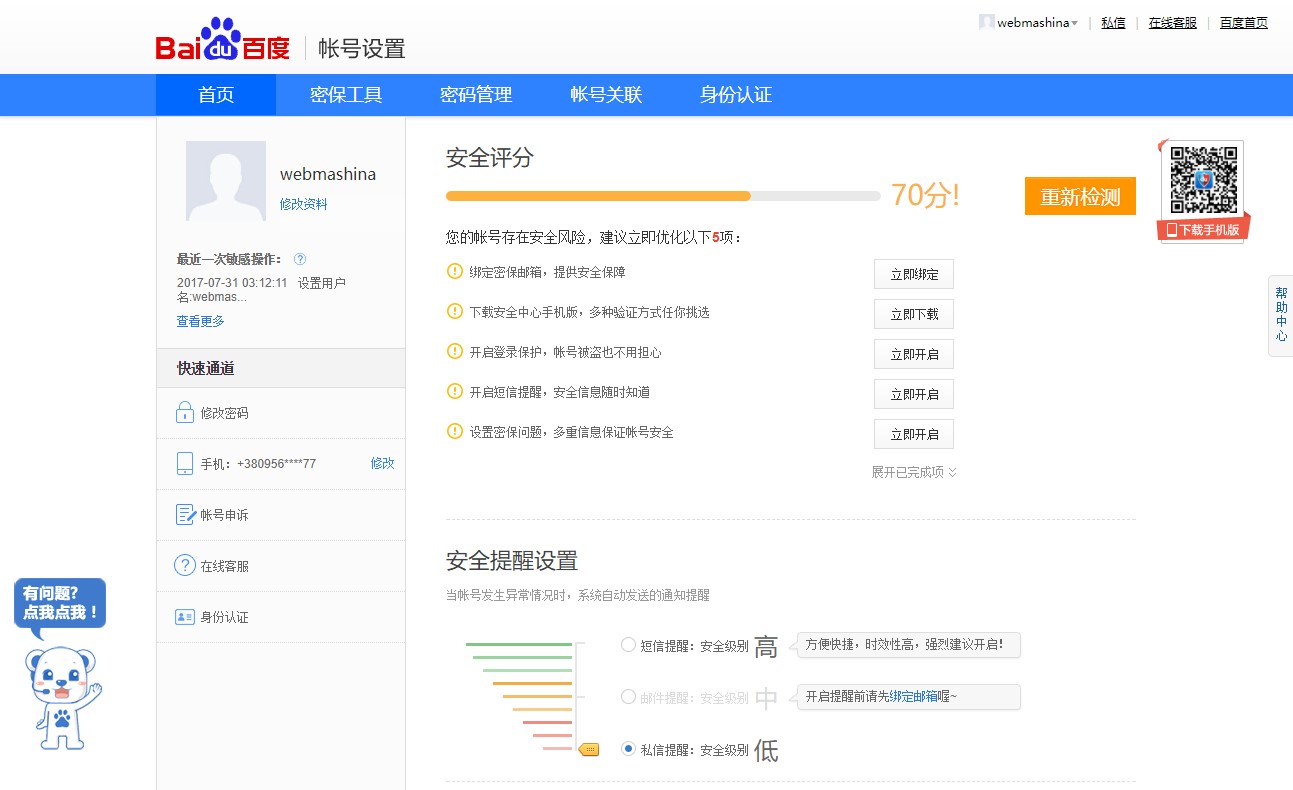 webmashina
私信
在线客服
百度首页
Bai du 百度
帐号设置
首页
密保工具
密码管理
帐号关联
身份认证
webmashina
修改资料
最近一次敏感操作：
2017-07-31 03:12:11 设置用户
名:webmas...
查看更多
快速通道
修改密码
手机：+380956****77
修改
帐号申诉
在线客服
身份认证
有问题?
点我点我！
安全评分
70分!
重新检测
您的帐号存在安全风险，建议立即优化以下5项：
绑定密保邮箱，提供安全保障
立即绑定
下载安全中心手机版，多种验证方式任你挑选
立即下载
开启登录保护，帐号被盗也不用担心
立即开启
开启短信提醒，安全信息随时知道
立即开启
设置密保问题，多重信息保证帐号安全
立即开启
展开已完成项
安全提醒设置
当帐号发生异常情况时，系统自动发送的通知提醒
短信提醒：安全级别 高
方便快捷，时效性高，强烈建议开启！
邮件提醒：安全级别 中
开启提醒前请先绑定邮箱喔~
私信提醒：安全级别 低
下载手机版
帮助中心